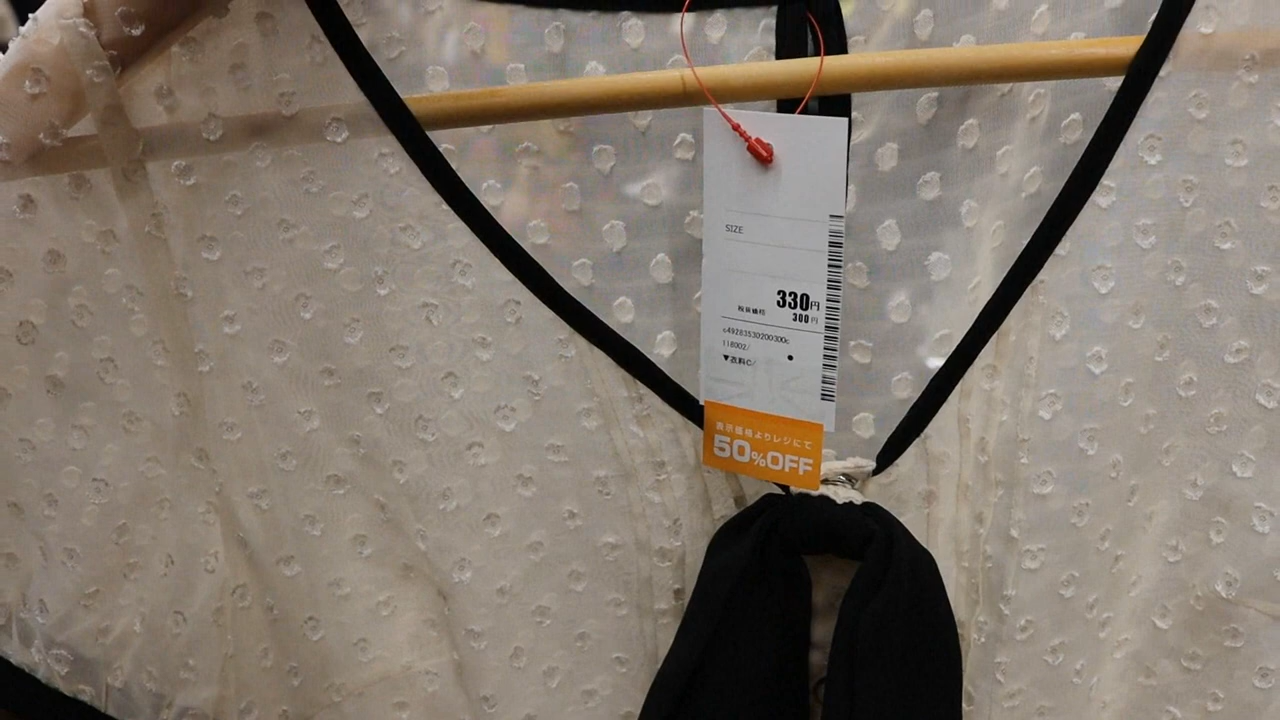 SIZE
330円
税抜価格 300円
c49283530200300c
118002/
▼衣料C/
表示価格よりレジにて
50%OFF